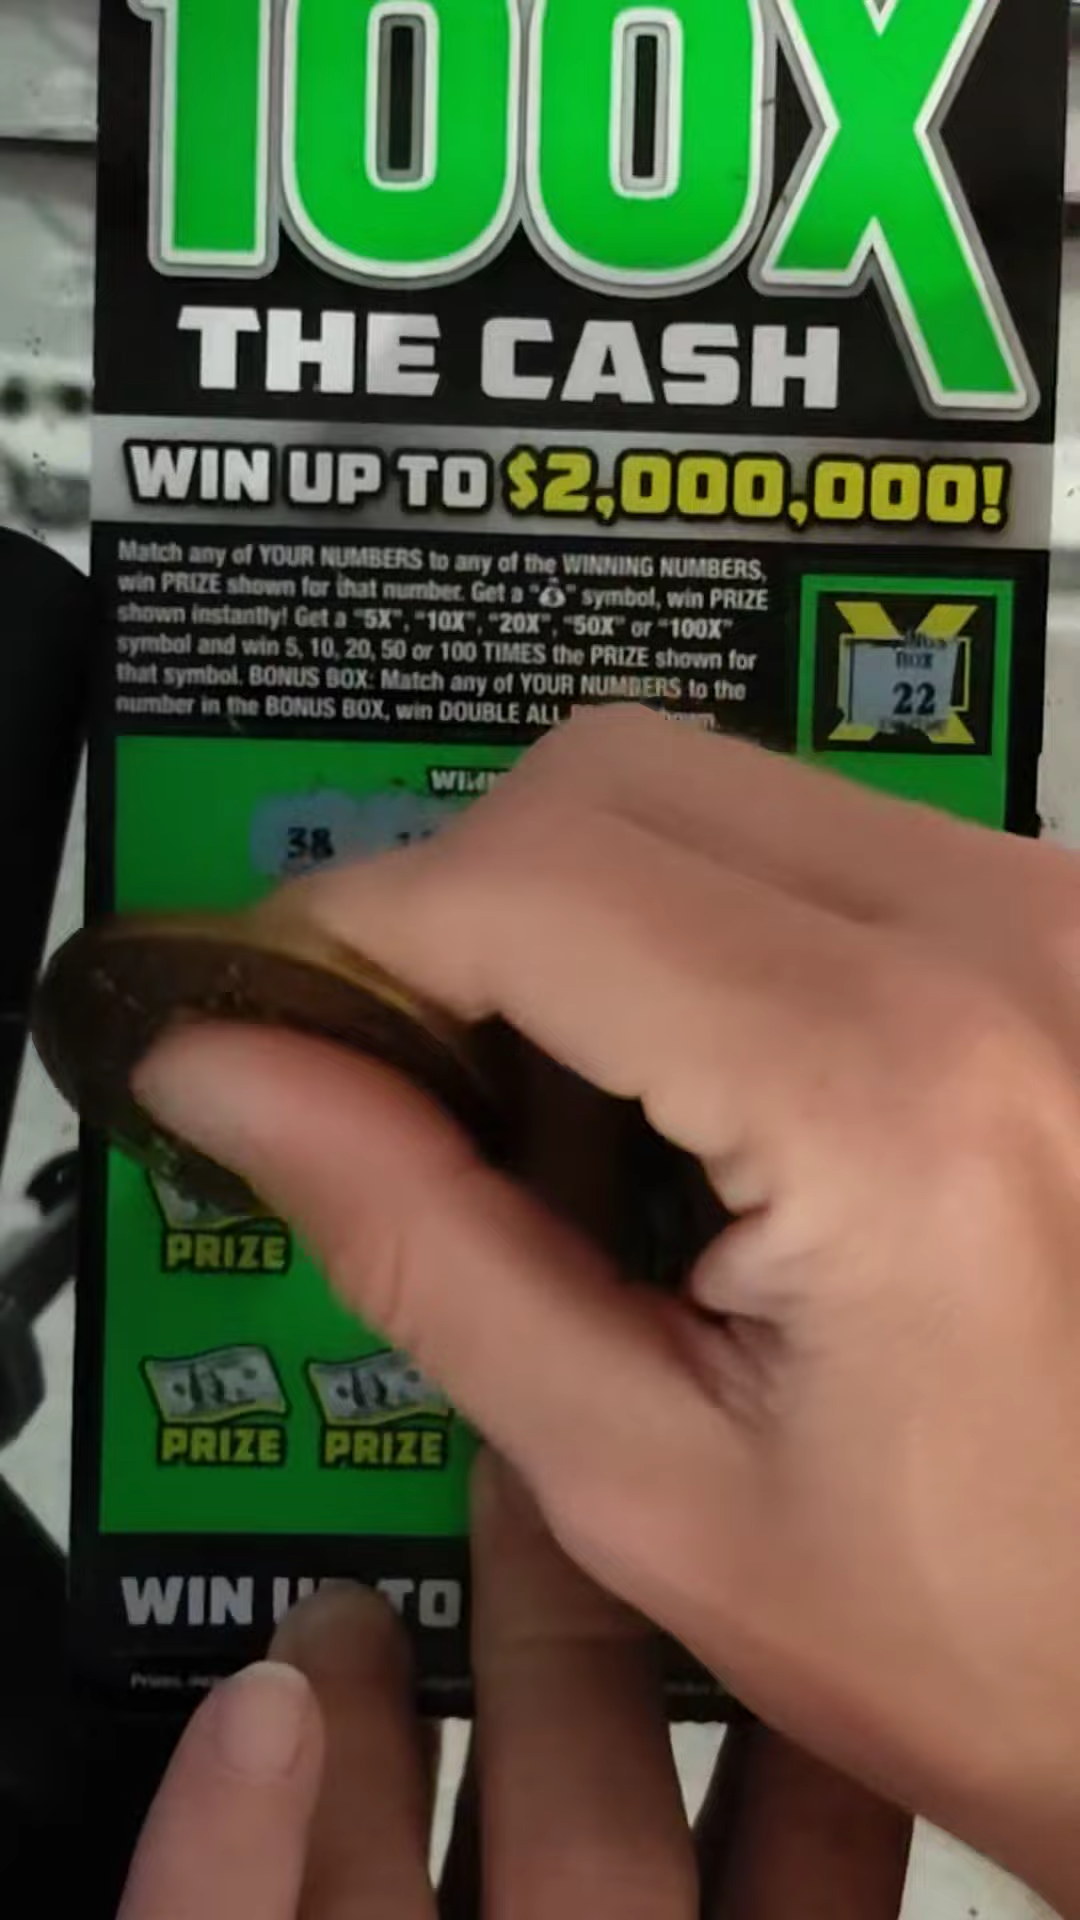 100X
THE CASH
WIN UP TO $2,000,000!
Match any of YOUR NUMBERS to any of the WINNING NUMBERS,
win PRIZE shown for that number. Get a " " symbol, win PRIZE
shown instantly! Get a "5X", "10X", "20X", "50X" or "100X"
symbol and win 5, 10, 20, 50 or 100 TIMES the PRIZE shown for
that symbol. BONUS BOX: Match any of YOUR NUMBERS to the
number in the BONUS BOX, win DOUBLE ALL
BOX
22
38
PRIZE
PRIZE PRIZE
WIN UP TO